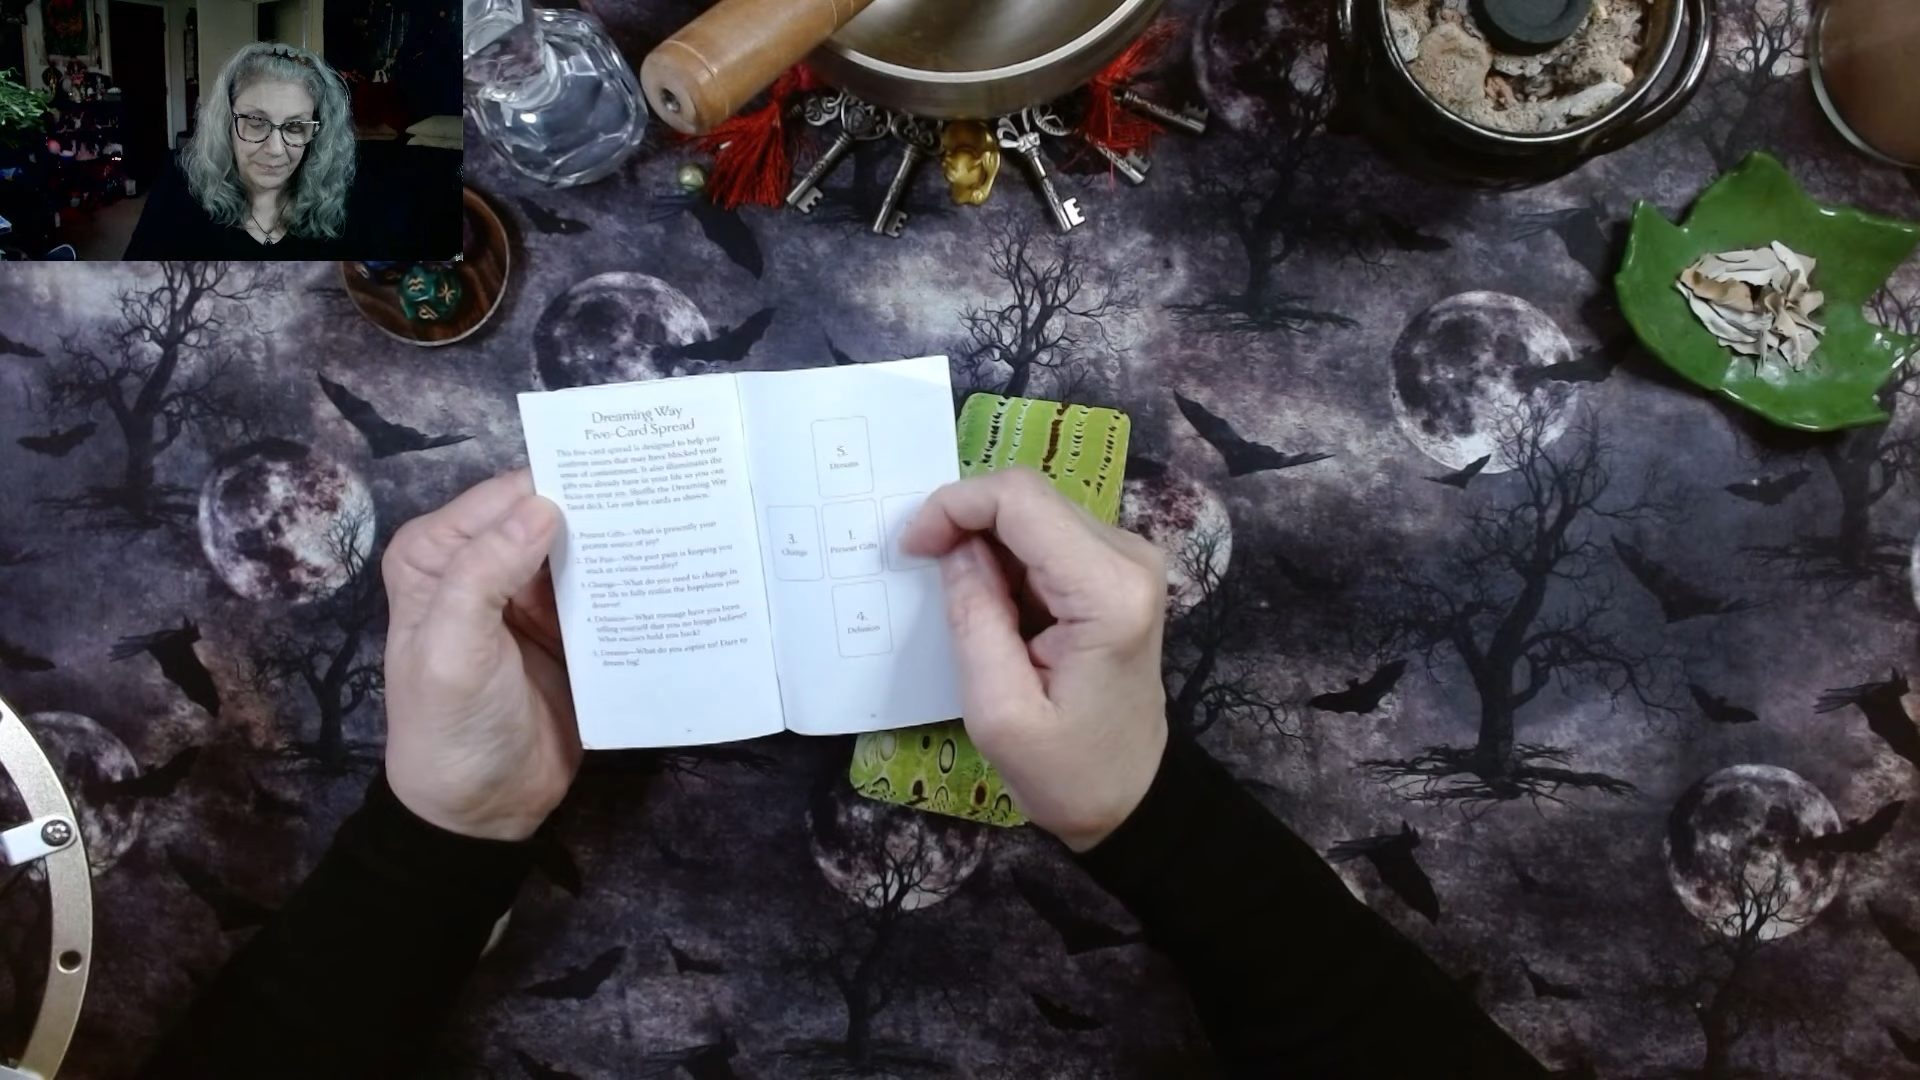 Dreaming Way
Five-Card Spread
This five-card spread is designed to help you
confront issues that may have blocked your
sense of contentment. It also illuminates the
gifts you already have in your life so you can
focus on your joy. Shuffle the Dreaming Way
Tarot deck. Lay out five cards as shown.
1. Present Gifts—What is presently your
greatest source of joy?
2. The Past—What past pain is keeping you
stuck in victim mentality?
3. Change—What do you need to change in
your life to fully realize the happiness you
deserve?
4. Delusion—What message have you been
telling yourself that you no longer believe?
What excuses hold you back?
5. Dreams—What do you aspire to? Dare to
dream big!
5.
Dreams
3.
Change
1.
Present Gifts
4.
Delusion